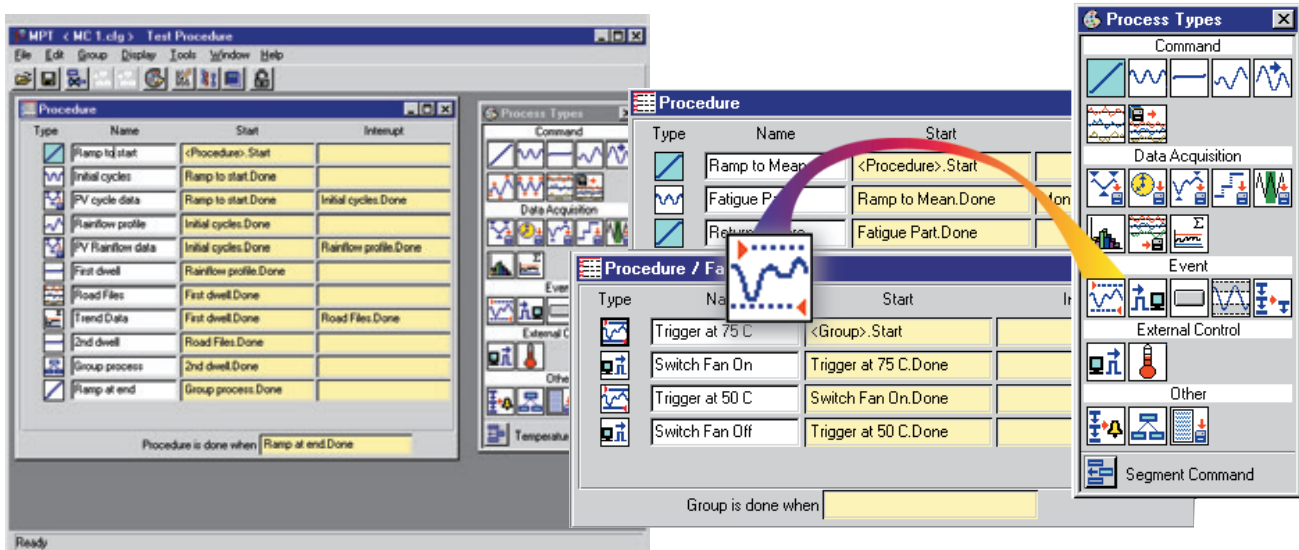 MPT < MC 1.cfg > Test Procedure
File Edit Group Display Tools Window Help
Procedure
Type Name Start Interrupt
Ramp to start <Procedure>.Start
Initial cycles Ramp to start.Done
PV cycle data Ramp to start.Done Initial cycles.Done
Rainflow profile Initial cycles.Done
PV Rainflow data Initial cycles.Done Rainflow profile.Done
First dwell Rainflow profile.Done
Road Files First dwell.Done
Trend Data First dwell.Done Road Files.Done
2nd dwell Road Files.Done
Group process 2nd dwell.Done
Ramp at end Group process.Done
Procedure is done when Ramp at end.Done
Ready
Process Types
Command
Data Acquisition
Procedure
Type Name Start
Ramp to Mean <Procedure>.Start
Fatigue Ramp to Mean.Done
Fatigue Part.Done
Procedure /
Type Start
Trigger at 75 C <Group>.Start
Switch Fan On Trigger at 75 C.Done
Trigger at 50 C Switch Fan On.Done
Switch Fan Off Trigger at 50 C.Done
Group is done when
Process Types
Command
Data Acquisition
Event
External Control
Other
Segment Command